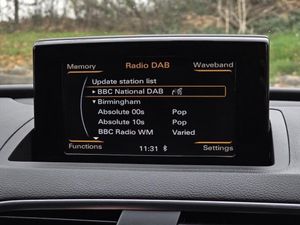 Memory Radio DAB Waveband
Update station list
BBC National DAB
Birmingham
Absolute 00s Pop
Absolute 10s Pop
BBC Radio WM Varied
Functions 11:31 Settings